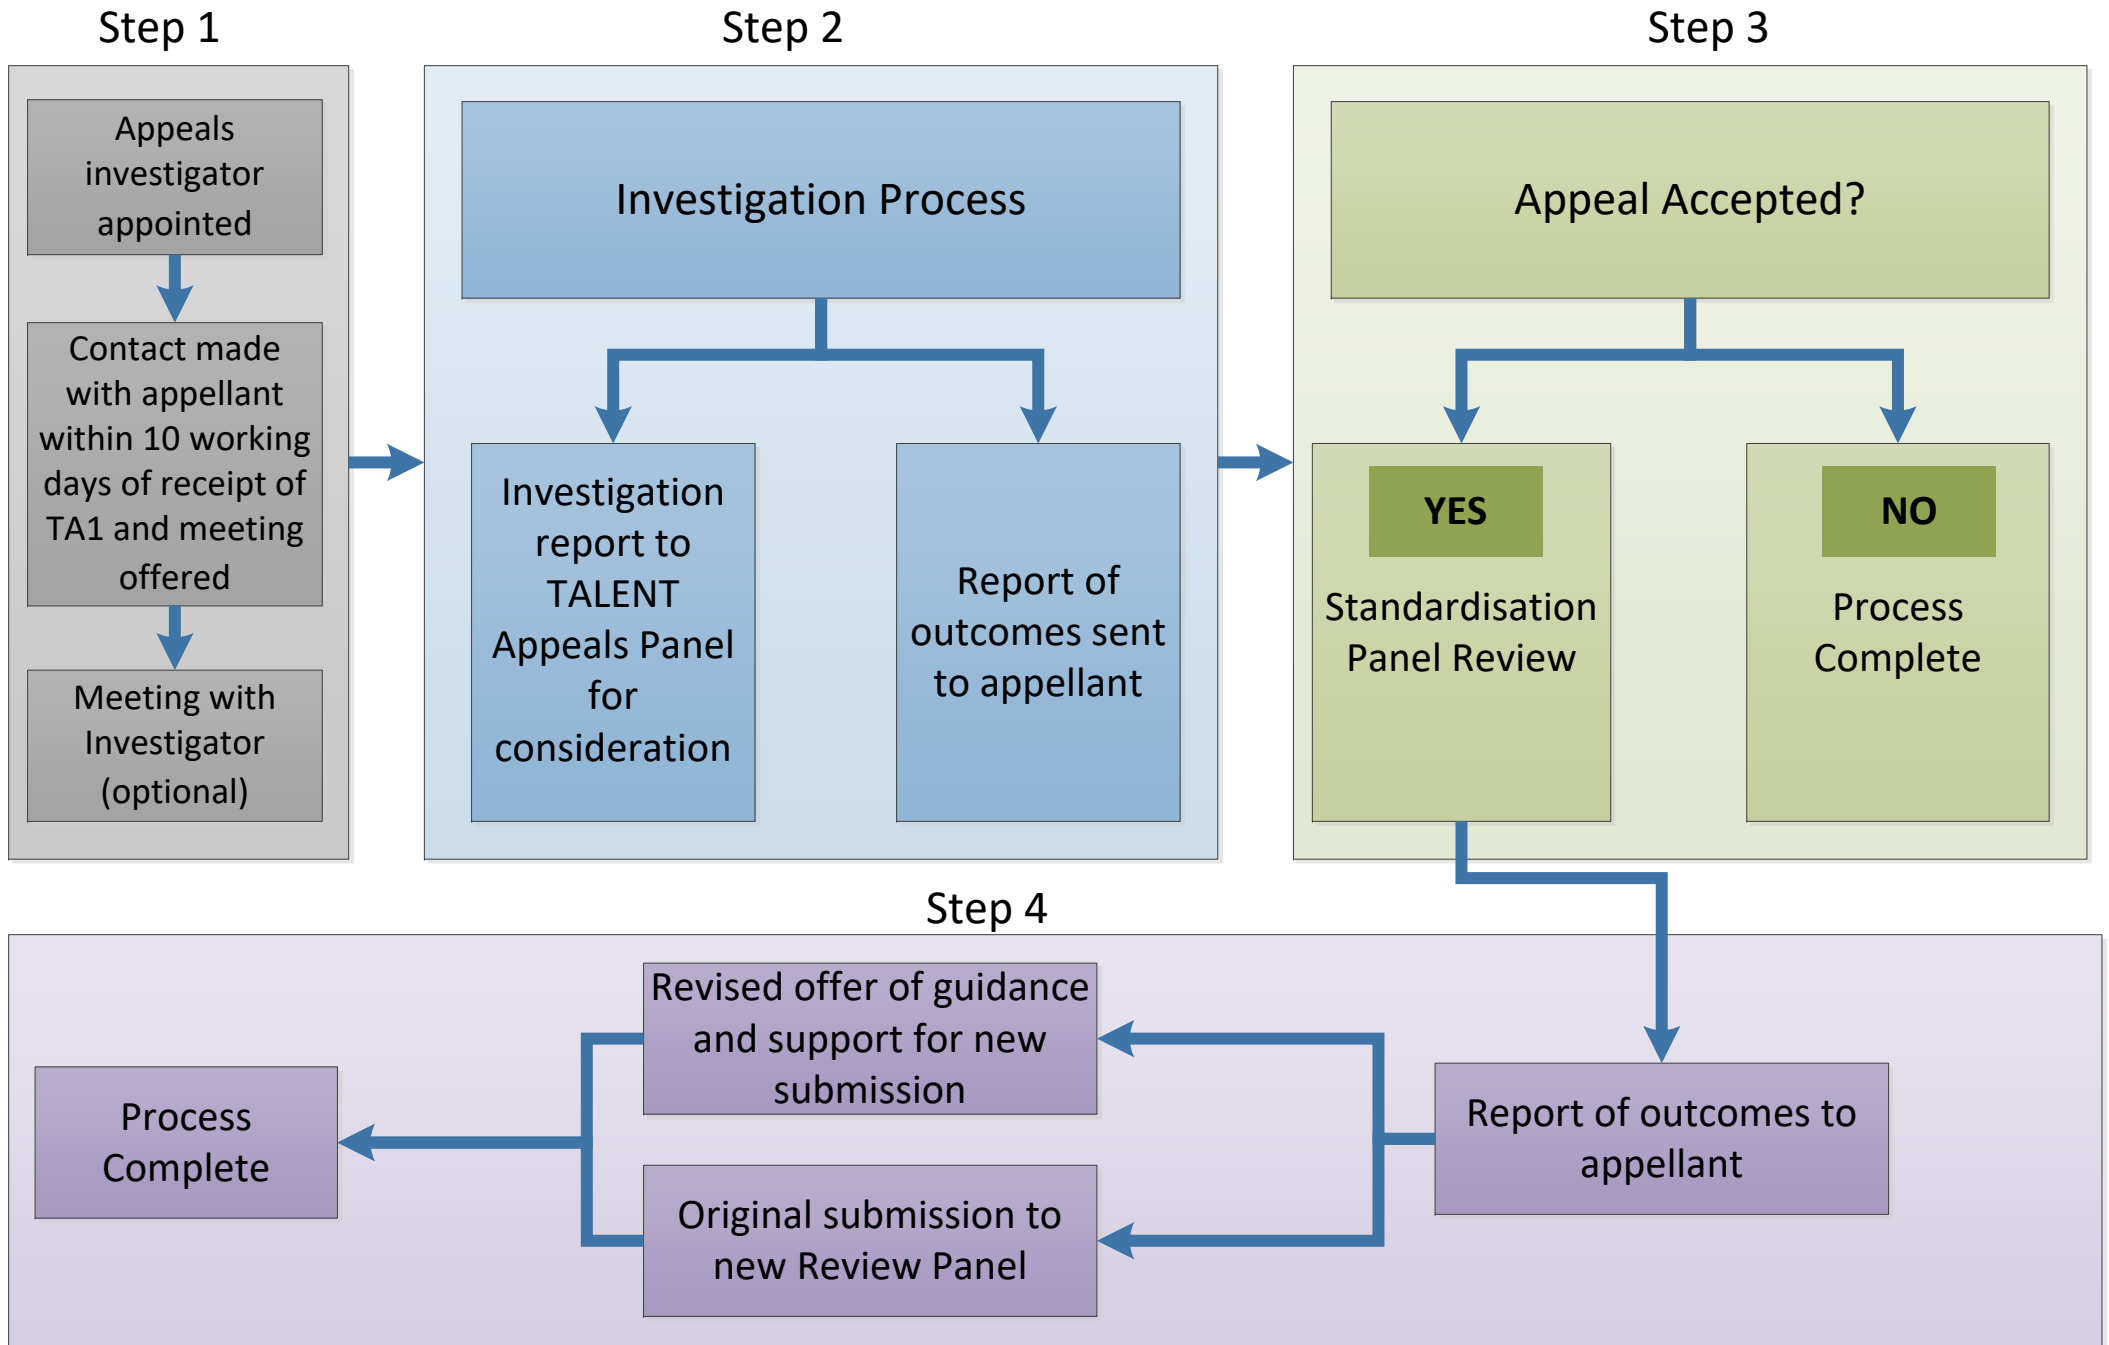 Step 1
Appeals
investigator
appointed
Contact made
with appellant
within 10 working
days of receipt of
TA1 and meeting
offered
Meeting with
Investigator
(optional)
Step 2
Investigation Process
Investigation
report to
TALENT
Appeals Panel
for
consideration
Report of
outcomes sent
to appellant
Step 3
Appeal Accepted?
YES
Standardisation
Panel Review
NO
Process
Complete
Step 4
Report of outcomes to
appellant
Revised offer of guidance
and support for new
submission
Original submission to
new Review Panel
Process
Complete